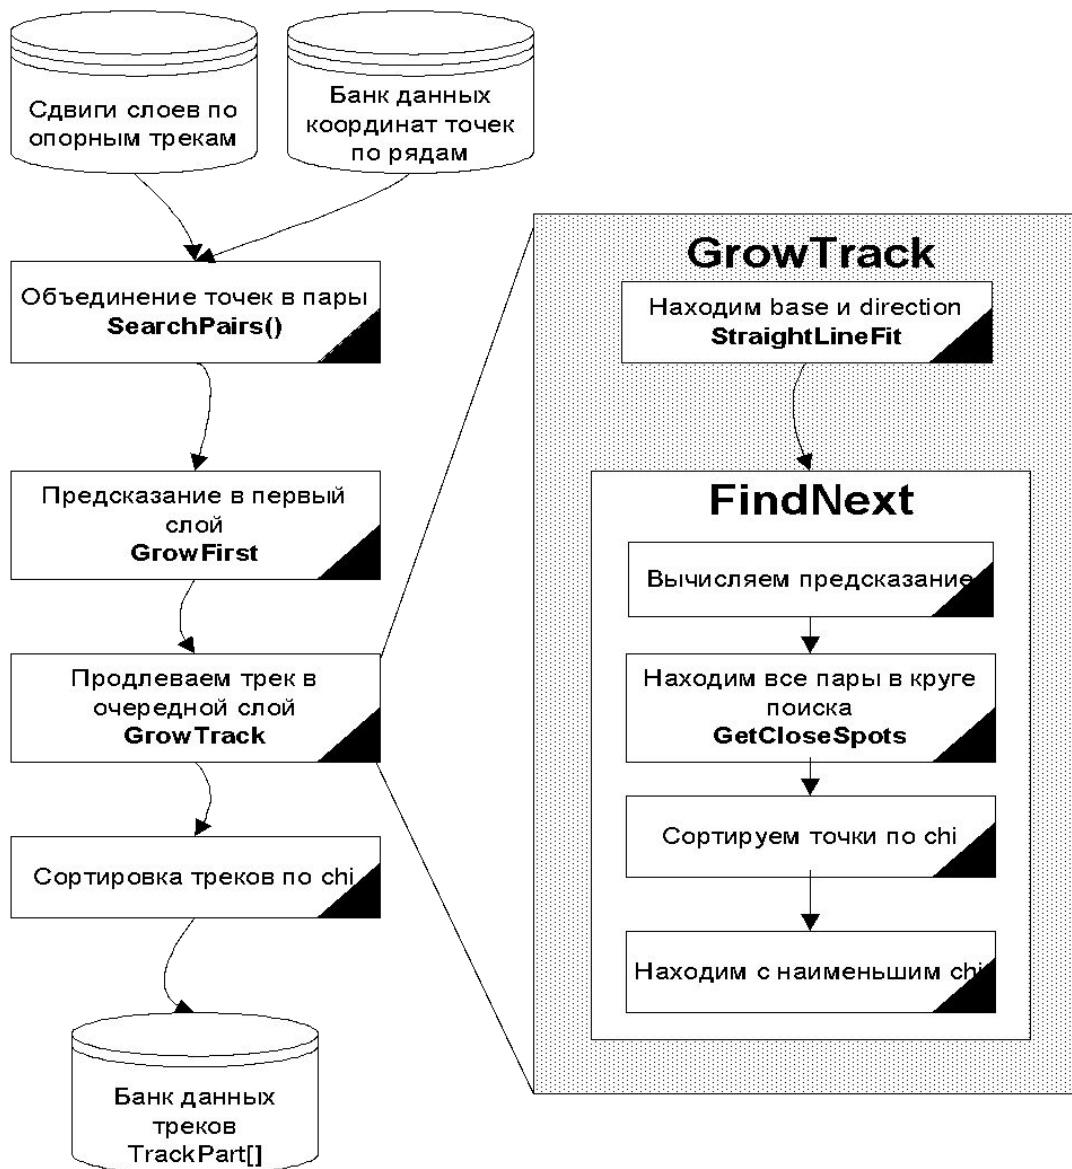 Сдвиги слоев по
опорным трекам
Банк данных
координат точек
по рядам
Объединение точек в пары
SearchPairs()
Предсказание в первый
слой
GrowFirst
Продлеваем трек в
очередной слой
GrowTrack
Сортировка треков по chi
Банк данных
треков
TrackPart[]
GrowTrack
Находим base и direction
StraightLineFit
FindNext
Вычисляем предсказание
Находим все пары в круге
поиска
GetCloseSpots
Сортируем точки по chi
Находим с наименьшим chi